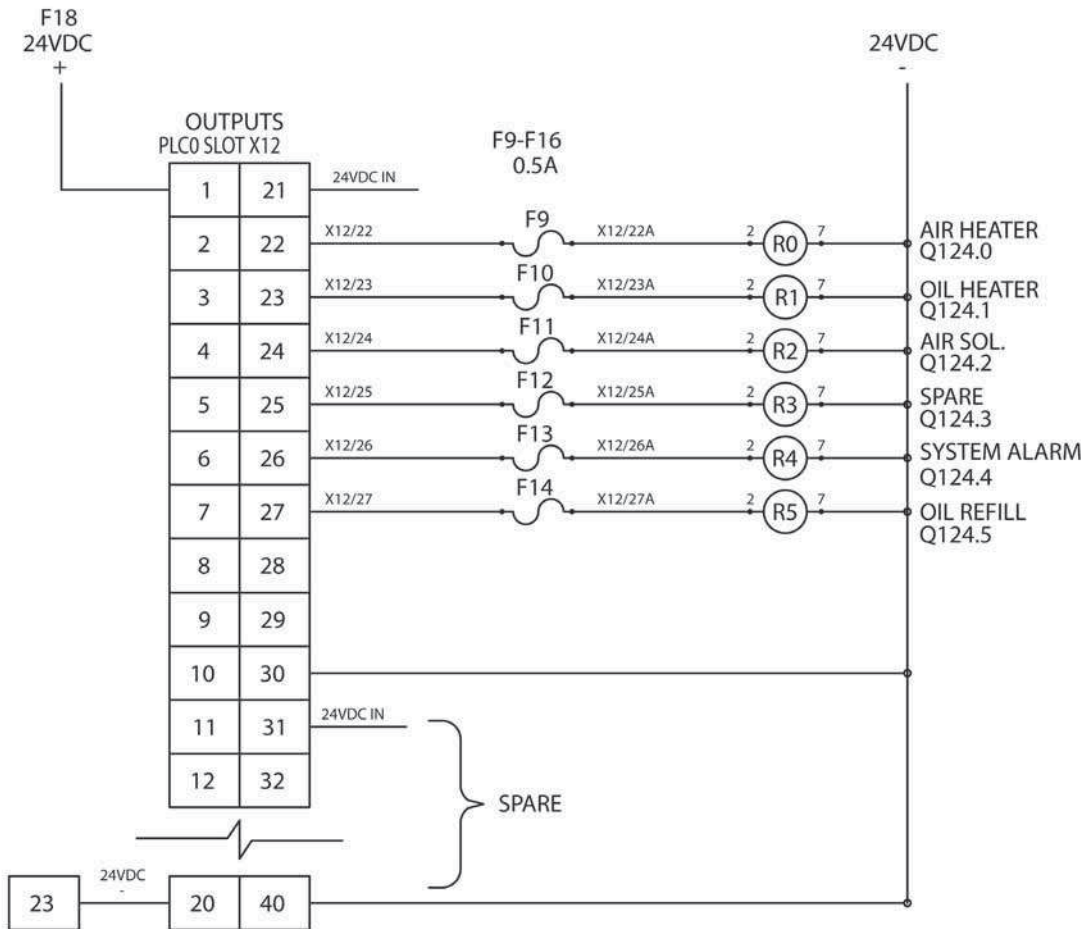 F18
24VDC
+
24VDC
-
OUTPUTS
PLC0 SLOT X12
F9-F16
0.5A
1 21 24VDC IN
2 22 X12/22 F9 X12/22A 2 R0 7 AIR HEATER
Q124.0
3 23 X12/23 F10 X12/23A 2 R1 7 OIL HEATER
Q124.1
4 24 X12/24 F11 X12/24A 2 R2 7 AIR SOL.
Q124.2
5 25 X12/25 F12 X12/25A 2 R3 7 SPARE
Q124.3
6 26 X12/26 F13 X12/26A 2 R4 7 SYSTEM ALARM
Q124.4
7 27 X12/27 F14 X12/27A 2 R5 7 OIL REFILL
Q124.5
8 28
9 29
10 30
11 31 24VDC IN
12 32
SPARE
23 24VDC - 20 40